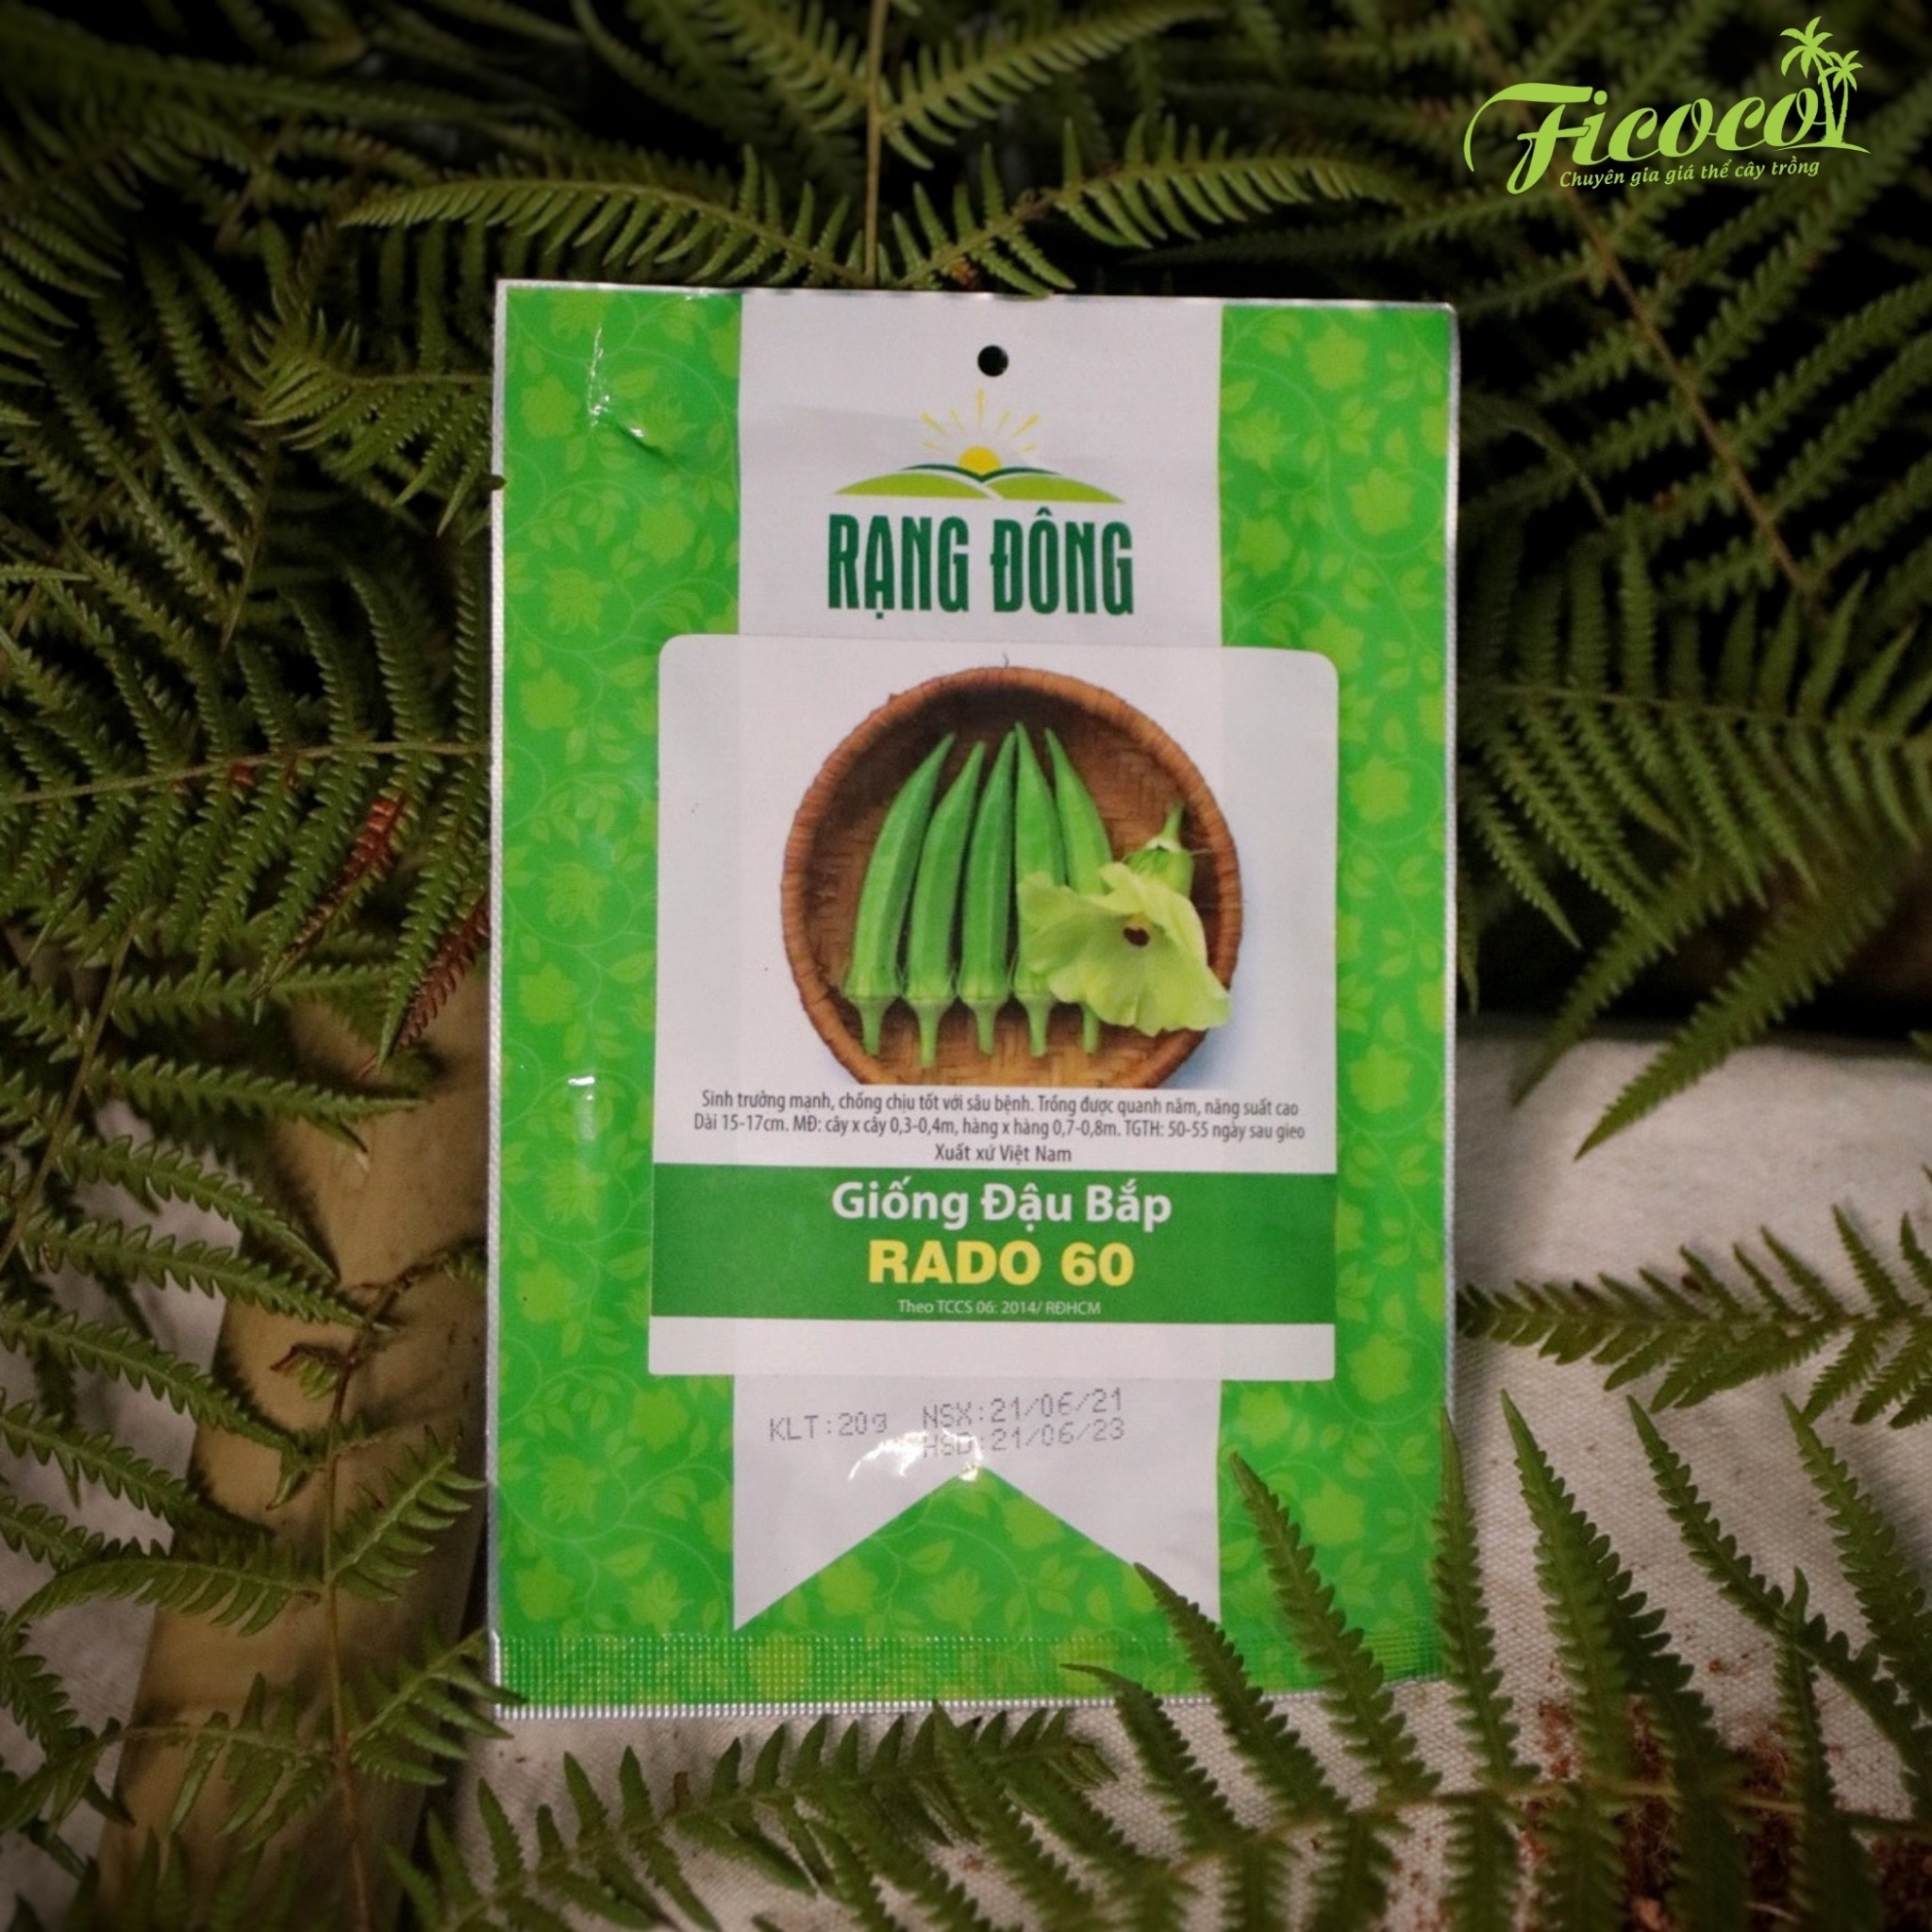 Ficoco
Chuyên gia giá thể cây trồng
RẠNG ĐÔNG
Sinh trưởng mạnh, chống chịu tốt với sâu bệnh. Trồng được quanh năm, năng suất cao
Dài 15-17cm. MĐ: cây x cây 0,3-0,4m, hàng x hàng 0,7-0,8m. TGTH: 50-55 ngày sau gieo
Xuất xứ Việt Nam
Giống Đậu Bắp
RADO 60
Theo TCCS 06: 2014/ RĐHCM
KLT:20g NSX:21/06/21
HSD:21/06/23